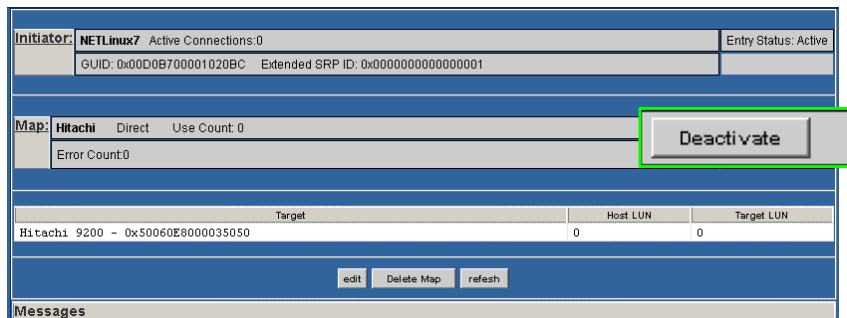 Initiator: NETLinux7 Active Connections:0 Entry Status: Active
GUID: 0x00D0B700001020BC Extended SRP ID: 0x0000000000000001
Map: Hitachi Direct Use Count: 0
Deactivate
Error Count:0
Target Host LUN Target LUN
Hitachi 9200 - 0x50060E8000035050 0 0
edit Delete Map refesh
Messages